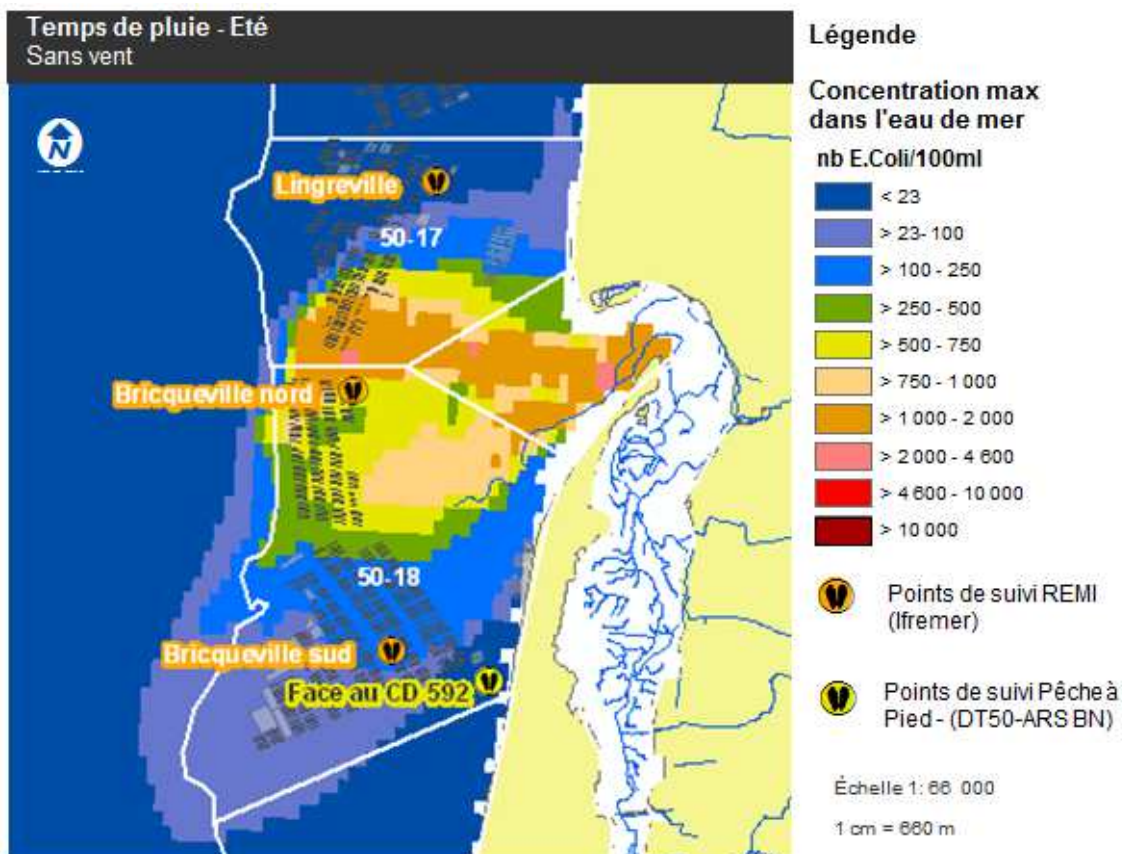 Temps de pluie - Eté
Sans vent
N
Lingreville
50-17
Bricqueville nord
50-18
Bricqueville sud
Face au CD 592
Légende
Concentration max
dans l'eau de mer
nb E.Coli/100ml
< 23
> 23- 100
> 100 - 250
> 250 - 500
> 500 - 750
> 750 - 1 000
> 1 000 - 2 000
> 2 000 - 4 600
> 4 600 - 10 000
> 10 000
Points de suivi REMI
(Ifremer)
Points de suivi Pêche à
Pied - (DT50-ARS BN)
Échelle 1: 66 000
1 cm = 660 m